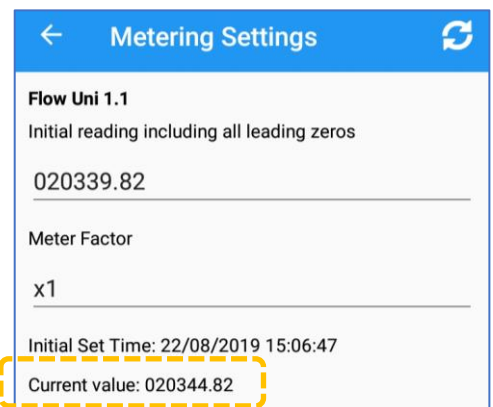 Metering Settings
Flow Uni 1.1
Initial reading including all leading zeros
020339.82
Meter Factor
x1
Initial Set Time: 22/08/2019 15:06:47
Current value: 020344.82